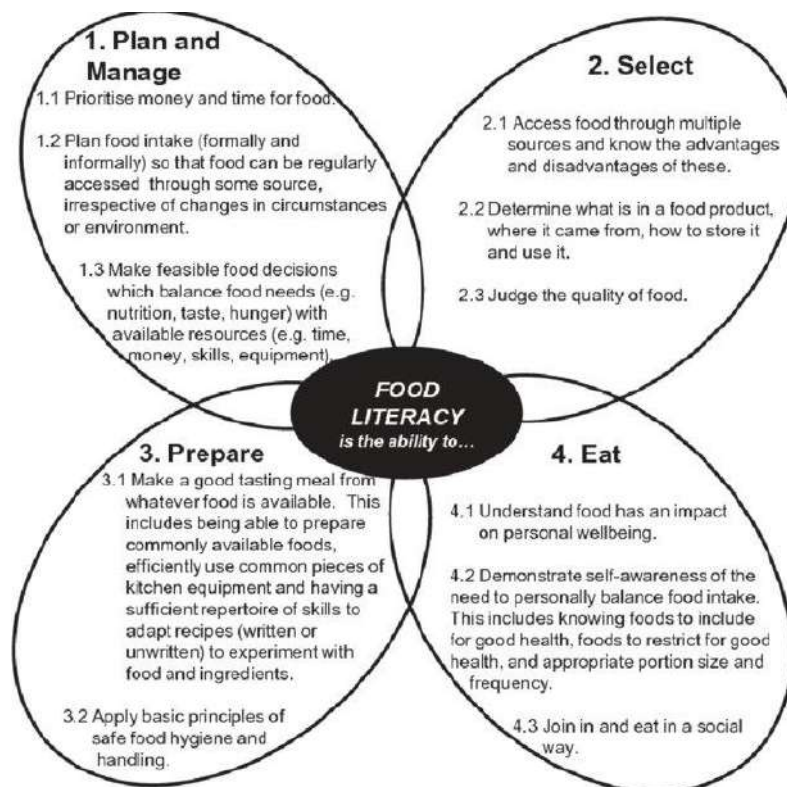 1. Plan and
Manage
1.1 Prioritise money and time for food.
1.2 Plan food intake (formally and
informally) so that food can be regularly
accessed through some source,
irrespective of changes in circumstances
or environment.
1.3 Make feasible food decisions
which balance food needs (e.g.
nutrition, taste, hunger) with
available resources (e.g. time,
money, skills, equipment).
2. Select
2.1 Access food through multiple
sources and know the advantages
and disadvantages of these.
2.2 Determine what is in a food product,
where it came from, how to store it
and use it.
2.3 Judge the quality of food.
FOOD
LITERACY
is the ability to...
3. Prepare
3.1 Make a good tasting meal from
whatever food is available. This
includes being able to prepare
commonly available foods,
efficiently use common pieces of
kitchen equipment and having a
sufficient repertoire of skills to
adapt recipes (written or
unwritten) to experiment with
food and ingredients.
3.2 Apply basic principles of
safe food hygiene and
handling.
4. Eat
4.1 Understand food has an impact
on personal wellbeing.
4.2 Demonstrate self-awareness of the
need to personally balance food intake.
This includes knowing foods to include
for good health, foods to restrict for good
health, and appropriate portion size and
frequency.
4.3 Join in and eat in a social
way.